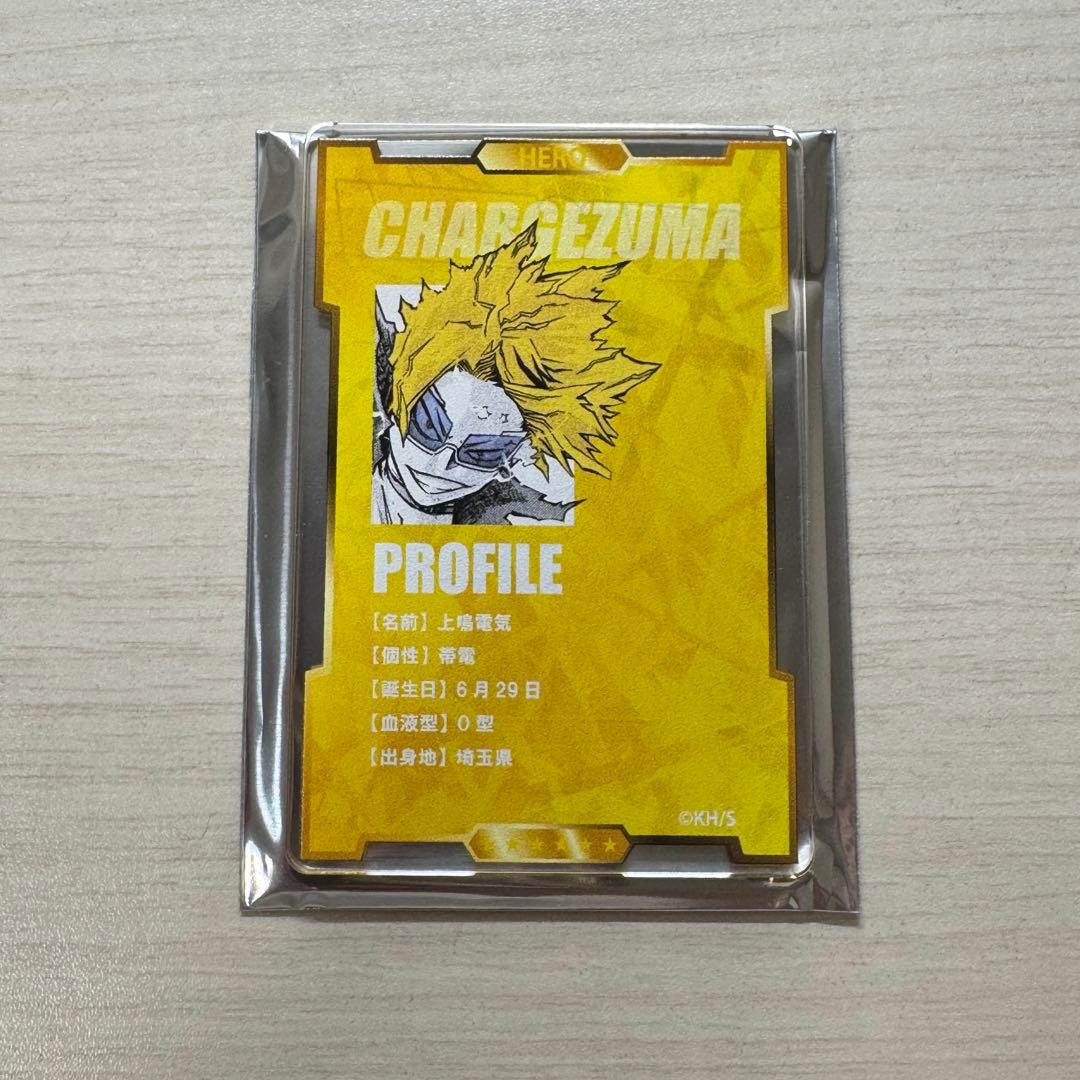 HERO
CHARGEZUMA
PROFILE
【名前】上鳴電気
【個性】帯電
【誕生日】6月29日
【血液型】O型
【出身地】埼玉県
©KH/S